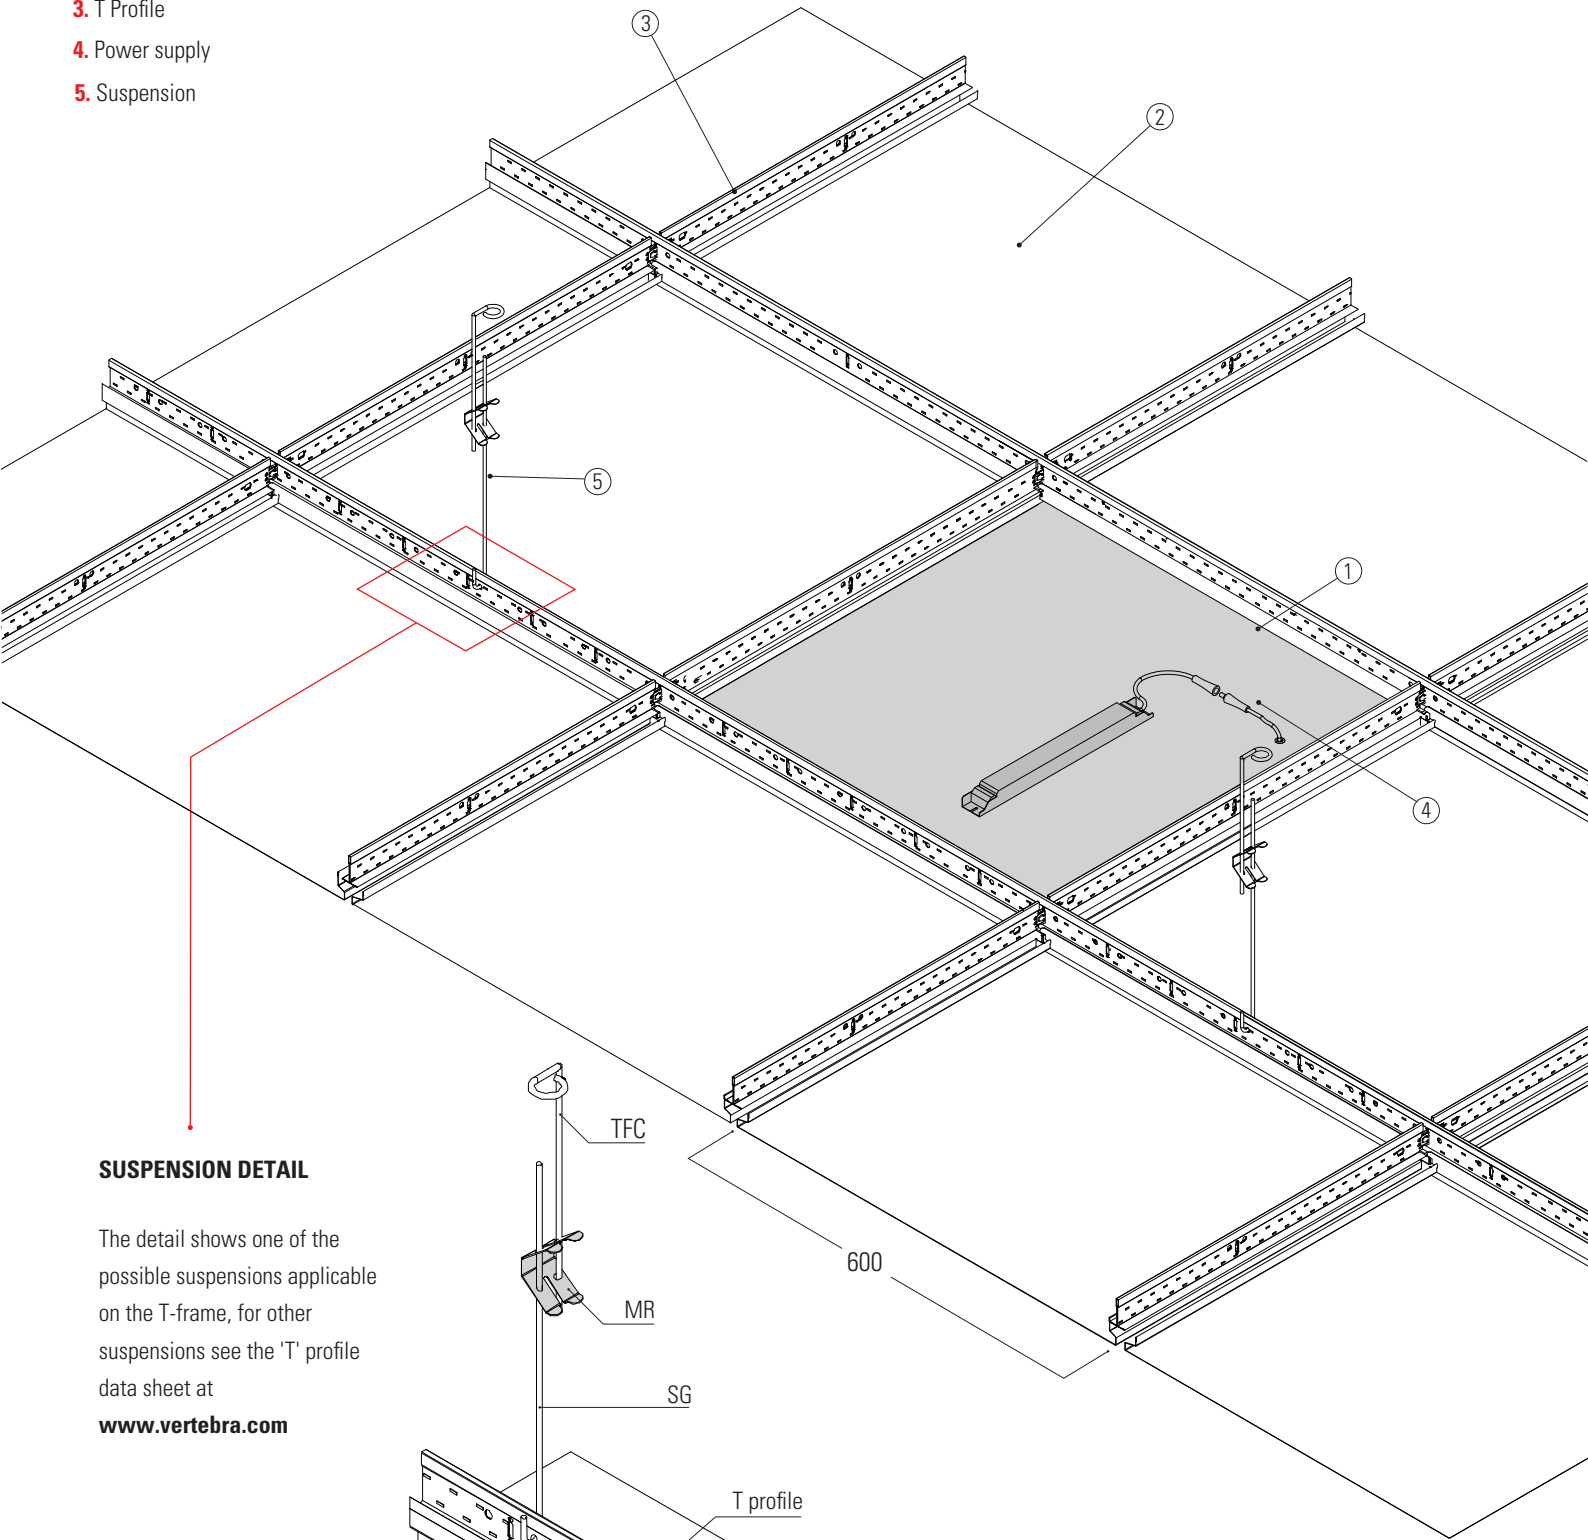 3. T Profile
4. Power supply
5. Suspension
3
2
5
1
4
TFC
SUSPENSION DETAIL
The detail shows one of the
possible suspensions applicable
on the T-frame, for other
suspensions see the 'T' profile
data sheet at
www.vertebra.com
600
MR
SG
T profile